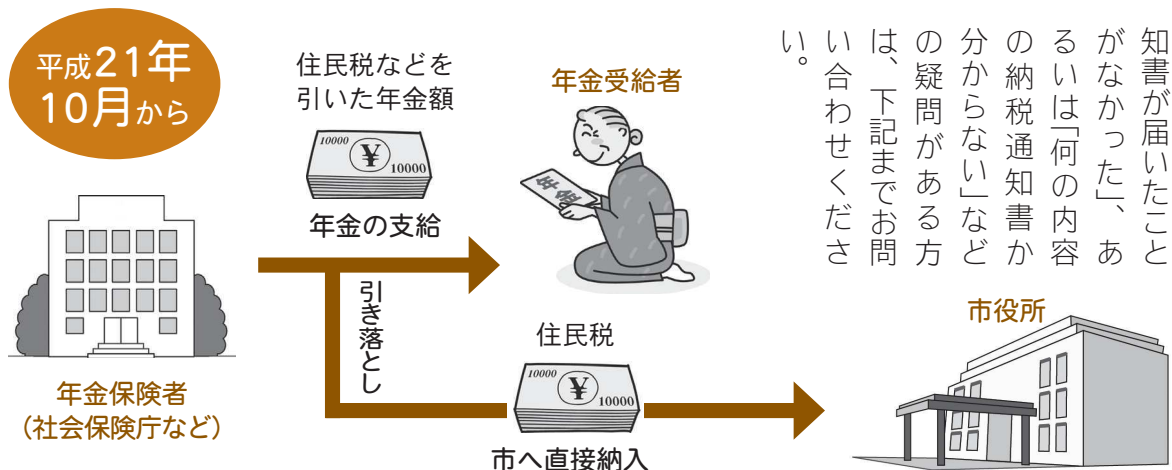 知書が届いたこと
がなかった」、あ
るいは「何の内容
の納税通知書か
分からない」など
の疑問がある方
は、下記までお問
い合わせくださ
い。
平成21年
10月から
住民税などを
引いた年金額
10000
¥
10000
年金の支給
年金受給者
年金
引き落とし
年金保険者
(社会保険庁など)
住民税
10000
¥
10000
市へ直接納入
市役所